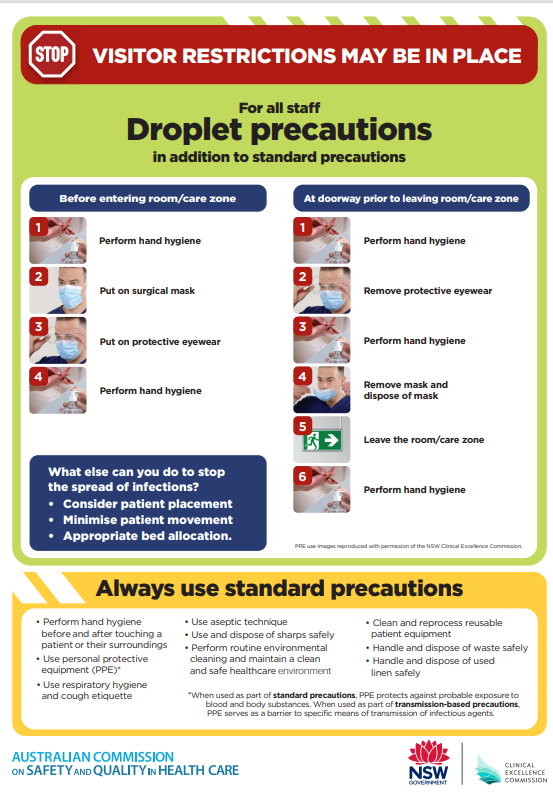 STOP
VISITOR RESTRICTIONS MAY BE IN PLACE
For all staff
Droplet precautions
in addition to standard precautions
Before entering room/care zone
1
Perform hand hygiene
2
Put on surgical mask
3
Put on protective eyewear
4
Perform hand hygiene
What else can you do to stop
the spread of infections?
• Consider patient placement
• Minimise patient movement
• Appropriate bed allocation.
At doorway prior to leaving room/care zone
1
Perform hand hygiene
2
Remove protective eyewear
3
Perform hand hygiene
4
Remove mask and
dispose of mask
5
Leave the room/care zone
6
Perform hand hygiene
PPE use images reproduced with permission of the NSW Clinical Excellence Commission.
Always use standard precautions
• Perform hand hygiene
before and after touching a
patient or their surroundings
• Use personal protective
equipment (PPE)*
• Use respiratory hygiene
and cough etiquette
• Use aseptic technique
• Use and dispose of sharps safely
• Perform routine environmental
cleaning and maintain a clean
and safe healthcare environment
• Clean and reprocess reusable
patient equipment
• Handle and dispose of waste safely
• Handle and dispose of used
linen safely
*When used as part of standard precautions, PPE protects against probable exposure to
blood and body substances. When used as part of transmission-based precautions,
PPE serves as a barrier to specific means of transmission of infectious agents.
AUSTRALIAN COMMISSION
ON SAFETY AND QUALITY IN HEALTH CARE
NSW
GOVERNMENT
CLINICAL
EXCELLENCE
COMMISSION